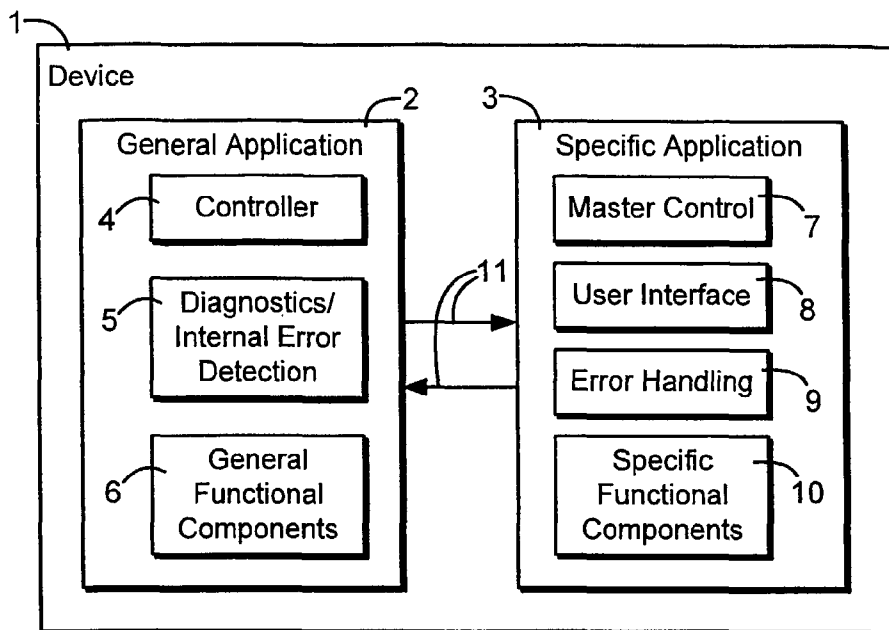 1
Device
2
General Application
4
Controller
5
Diagnostics/
Internal Error
Detection
6
General
Functional
Components
11
3
Specific Application
Master Control
7
User Interface
8
Error Handling
9
Specific
Functional
Components
10